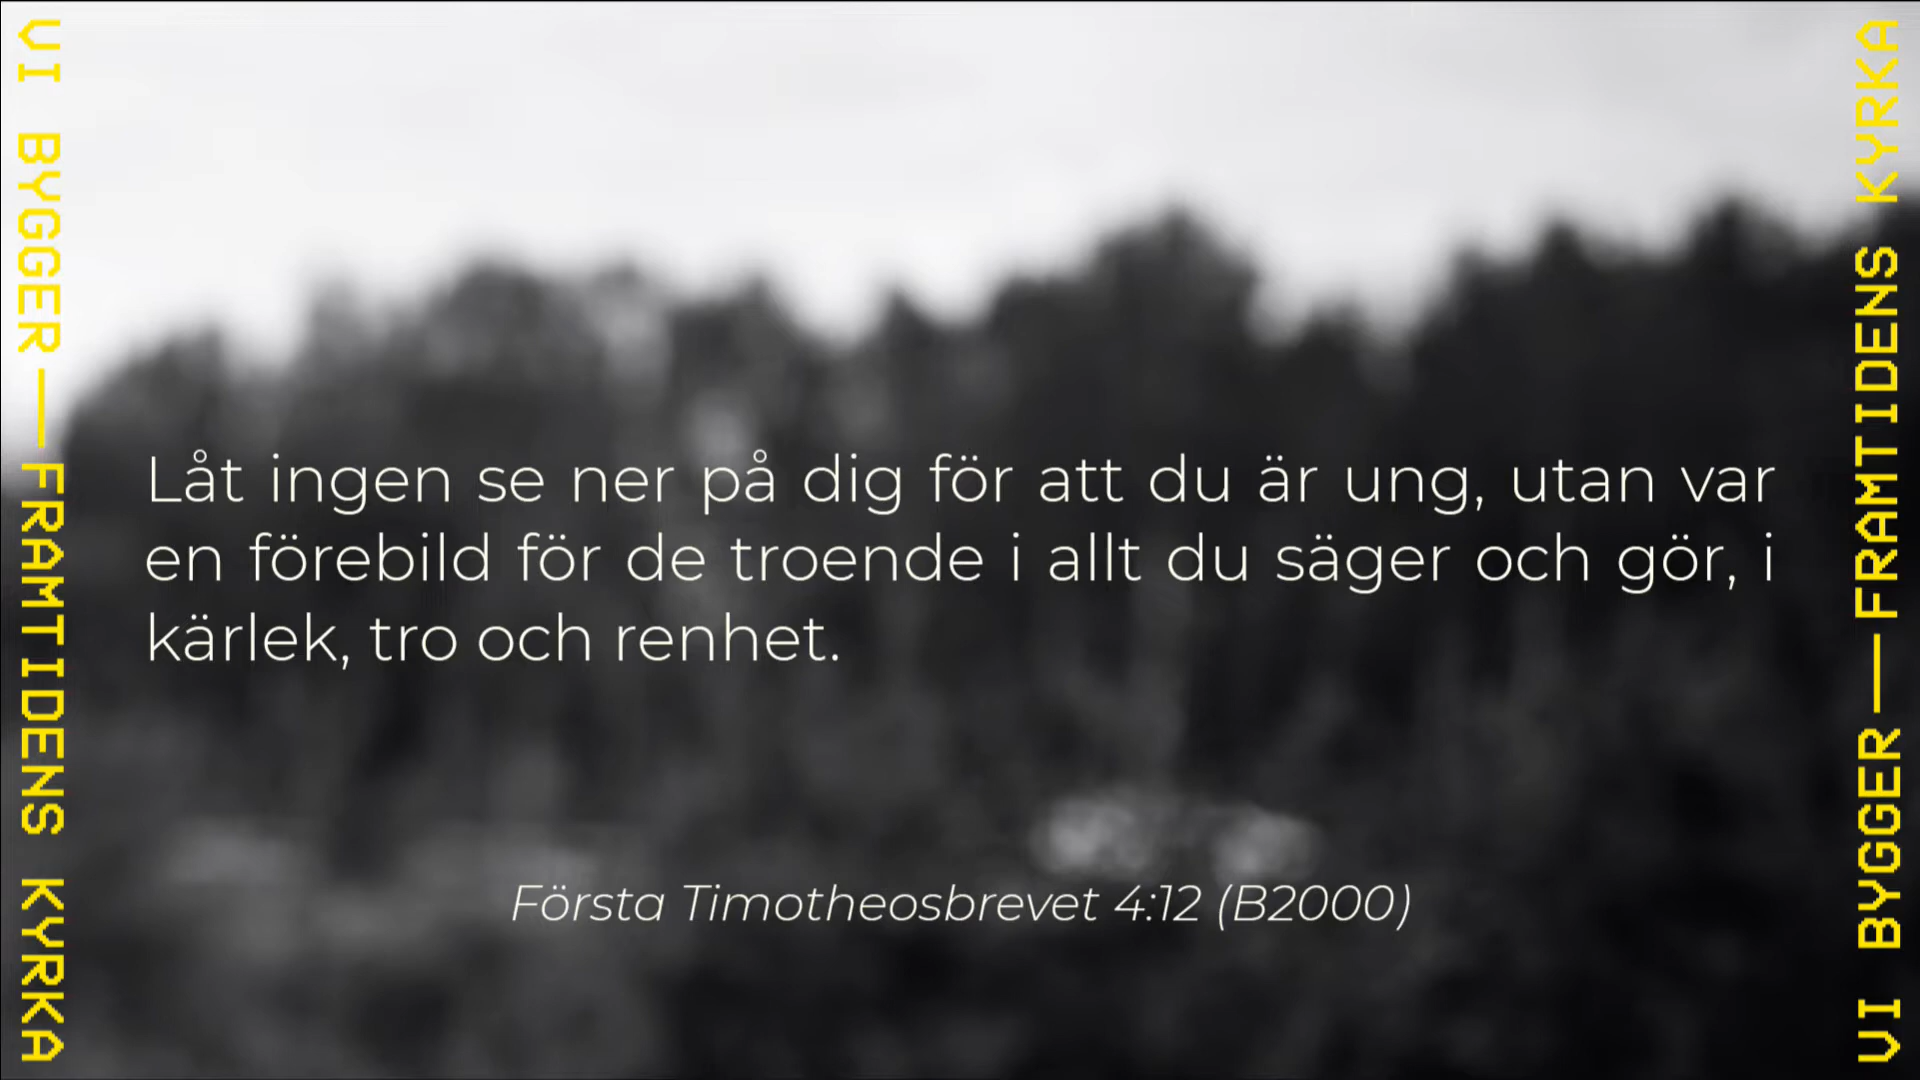 VI BYGGER—FRAMTIDENS KYRKA
Låt ingen se ner på dig för att du är ung, utan var
en förebild för de troende i allt du säger och gör, i
kärlek, tro och renhet.
Första Timotheosbrevet 4:12 (B2000)
VI BYGGER—FRAMTIDENS KYRKA